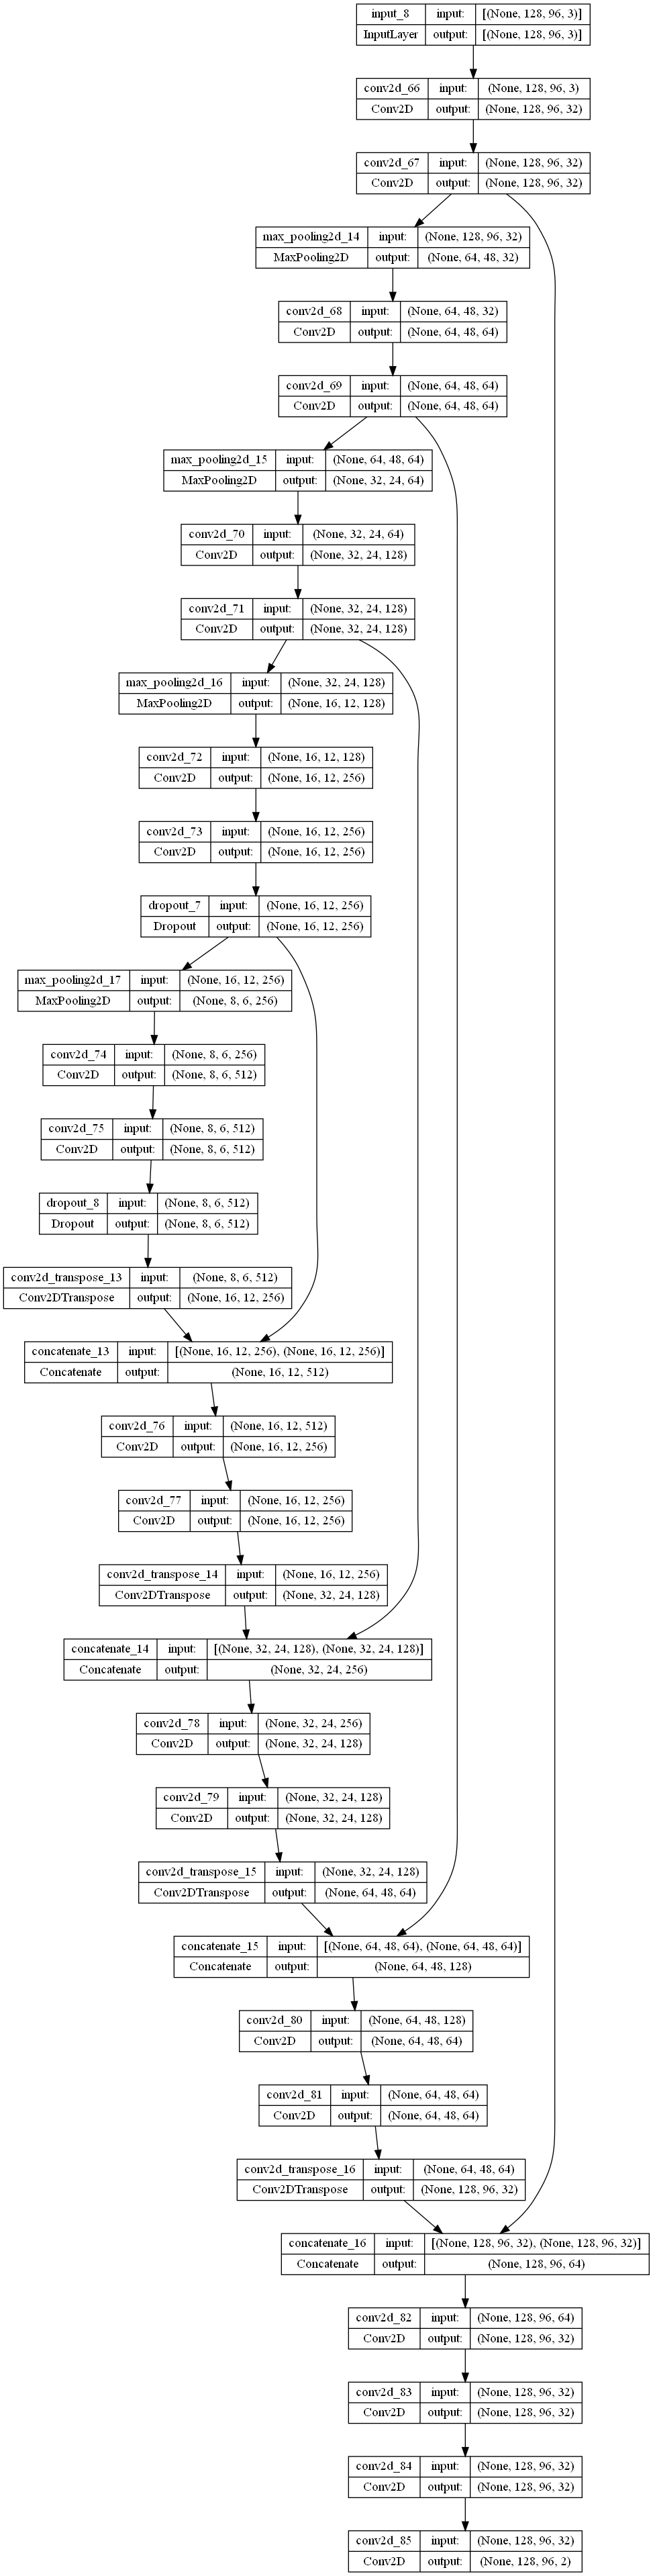 input_8 input: [(None, 128, 96, 3)]
InputLayer output: [(None, 128, 96, 3)]
conv2d_66 input: (None, 128, 96, 3)
Conv2D output: (None, 128, 96, 32)
conv2d_67 input: (None, 128, 96, 32)
Conv2D output: (None, 128, 96, 32)
max_pooling2d_14 input: (None, 128, 96, 32)
MaxPooling2D output: (None, 64, 48, 32)
conv2d_68 input: (None, 64, 48, 32)
Conv2D output: (None, 64, 48, 64)
conv2d_69 input: (None, 64, 48, 64)
Conv2D output: (None, 64, 48, 64)
max_pooling2d_15 input: (None, 64, 48, 64)
MaxPooling2D output: (None, 32, 24, 64)
conv2d_70 input: (None, 32, 24, 64)
Conv2D output: (None, 32, 24, 128)
conv2d_71 input: (None, 32, 24, 128)
Conv2D output: (None, 32, 24, 128)
max_pooling2d_16 input: (None, 32, 24, 128)
MaxPooling2D output: (None, 16, 12, 128)
conv2d_72 input: (None, 16, 12, 128)
Conv2D output: (None, 16, 12, 256)
conv2d_73 input: (None, 16, 12, 256)
Conv2D output: (None, 16, 12, 256)
dropout_7 input: (None, 16, 12, 256)
Dropout output: (None, 16, 12, 256)
max_pooling2d_17 input: (None, 16, 12, 256)
MaxPooling2D output: (None, 8, 6, 256)
conv2d_74 input: (None, 8, 6, 256)
Conv2D output: (None, 8, 6, 512)
conv2d_75 input: (None, 8, 6, 512)
Conv2D output: (None, 8, 6, 512)
dropout_8 input: (None, 8, 6, 512)
Dropout output: (None, 8, 6, 512)
conv2d_transpose_13 input: (None, 8, 6, 512)
Conv2DTranspose output: (None, 16, 12, 256)
concatenate_13 input: [(None, 16, 12, 256), (None, 16, 12, 256)]
Concatenate output: (None, 16, 12, 512)
conv2d_76 input: (None, 16, 12, 512)
Conv2D output: (None, 16, 12, 256)
conv2d_77 input: (None, 16, 12, 256)
Conv2D output: (None, 16, 12, 256)
conv2d_transpose_14 input: (None, 16, 12, 256)
Conv2DTranspose output: (None, 32, 24, 128)
concatenate_14 input: [(None, 32, 24, 128), (None, 32, 24, 128)]
Concatenate output: (None, 32, 24, 256)
conv2d_78 input: (None, 32, 24, 256)
Conv2D output: (None, 32, 24, 128)
conv2d_79 input: (None, 32, 24, 128)
Conv2D output: (None, 32, 24, 128)
conv2d_transpose_15 input: (None, 32, 24, 128)
Conv2DTranspose output: (None, 64, 48, 64)
concatenate_15 input: [(None, 64, 48, 64), (None, 64, 48, 64)]
Concatenate output: (None, 64, 48, 128)
conv2d_80 input: (None, 64, 48, 128)
Conv2D output: (None, 64, 48, 64)
conv2d_81 input: (None, 64, 48, 64)
Conv2D output: (None, 64, 48, 64)
conv2d_transpose_16 input: (None, 64, 48, 64)
Conv2DTranspose output: (None, 128, 96, 32)
concatenate_16 input: [(None, 128, 96, 32), (None, 128, 96, 32)]
Concatenate output: (None, 128, 96, 64)
conv2d_82 input: (None, 128, 96, 64)
Conv2D output: (None, 128, 96, 32)
conv2d_83 input: (None, 128, 96, 32)
Conv2D output: (None, 128, 96, 32)
conv2d_84 input: (None, 128, 96, 32)
Conv2D output: (None, 128, 96, 32)
conv2d_85 input: (None, 128, 96, 32)
Conv2D output: (None, 128, 96, 2)